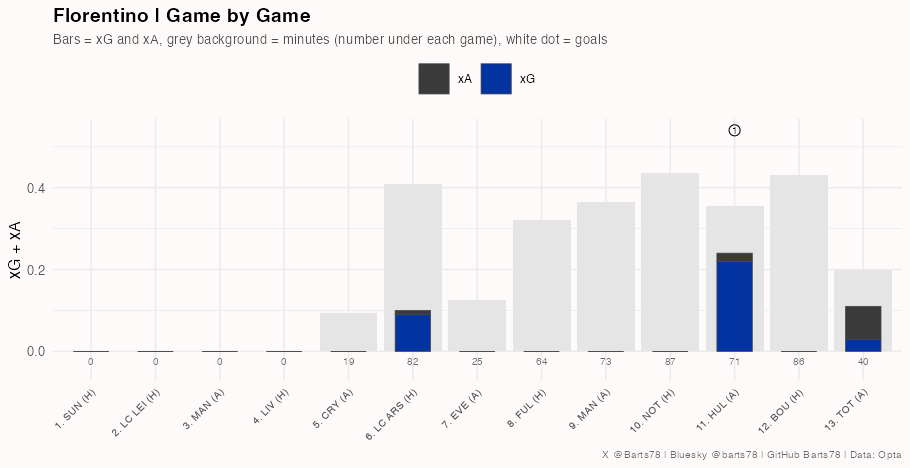 Florentino | Game by Game
Bars = xG and xA, grey background = minutes (number under each game), white dot = goals
xA xG
1
xG + xA
0.4
0.2
0.0
0 0 0 0 19 82 25 64 73 87 71 86 40
1. SUN (H)
2. LC LEI (H)
3. MAN (A)
4. LIV (H)
5. CRY (A)
6. LC ARS (H)
7. EVE (A)
8. FUL (H)
9. MAN (A)
10. NOT (H)
11. HUL (A)
12. BOU (H)
13. TOT (A)
X @Barts78 | Bluesky @barts78 | GitHub Barts78 | Data: Opta